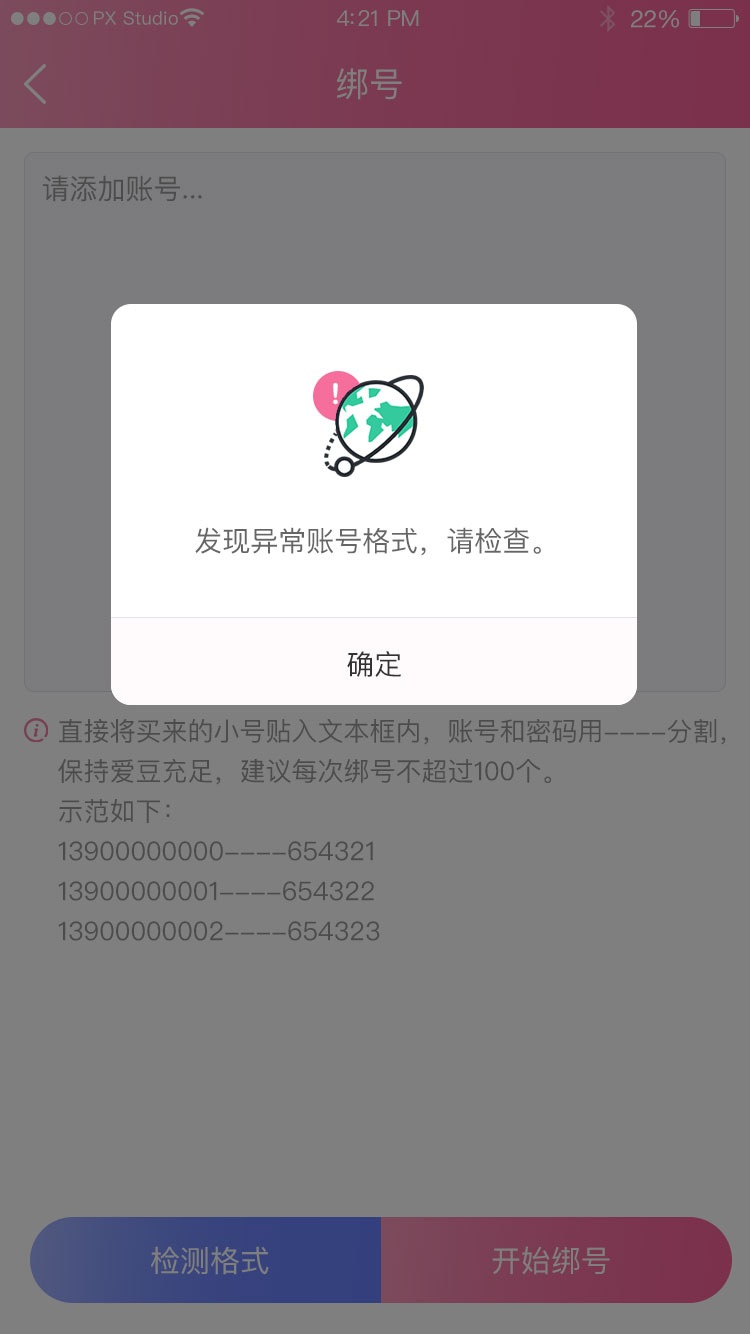 PX Studio 4:21 PM 22%
绑号
请添加账号...
!
发现异常账号格式，请检查。
确定
直接将买来的小号贴入文本框内，账号和密码用----分割，
保持爱豆充足，建议每次绑号不超过100个。
示范如下：
13900000000----654321
13900000001----654322
13900000002----654323
检测格式 开始绑号